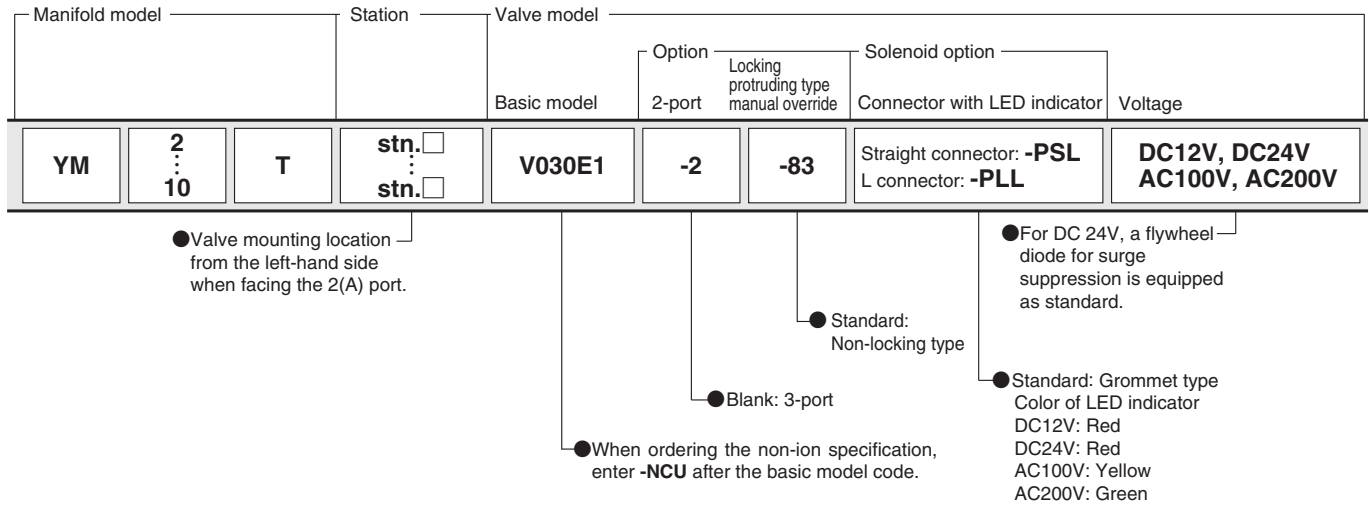 Manifold model
Station
Valve model
Option
Solenoid option
Basic model
2-port
Locking
protruding type
manual override
Connector with LED indicator
Voltage
YM
2
⋮
10
T
stn.□
⋮
stn.□
V030E1
-2
-83
Straight connector: -PSL
L connector: -PLL
DC12V, DC24V
AC100V, AC200V
●Valve mounting location
from the left-hand side
when facing the 2(A) port.
●For DC 24V, a flywheel
diode for surge
suppression is equipped
as standard.
●Standard:
Non-locking type
●Standard: Grommet type
Color of LED indicator
DC12V: Red
DC24V: Red
AC100V: Yellow
AC200V: Green
●Blank: 3-port
●When ordering the non-ion specification,
enter -NCU after the basic model code.